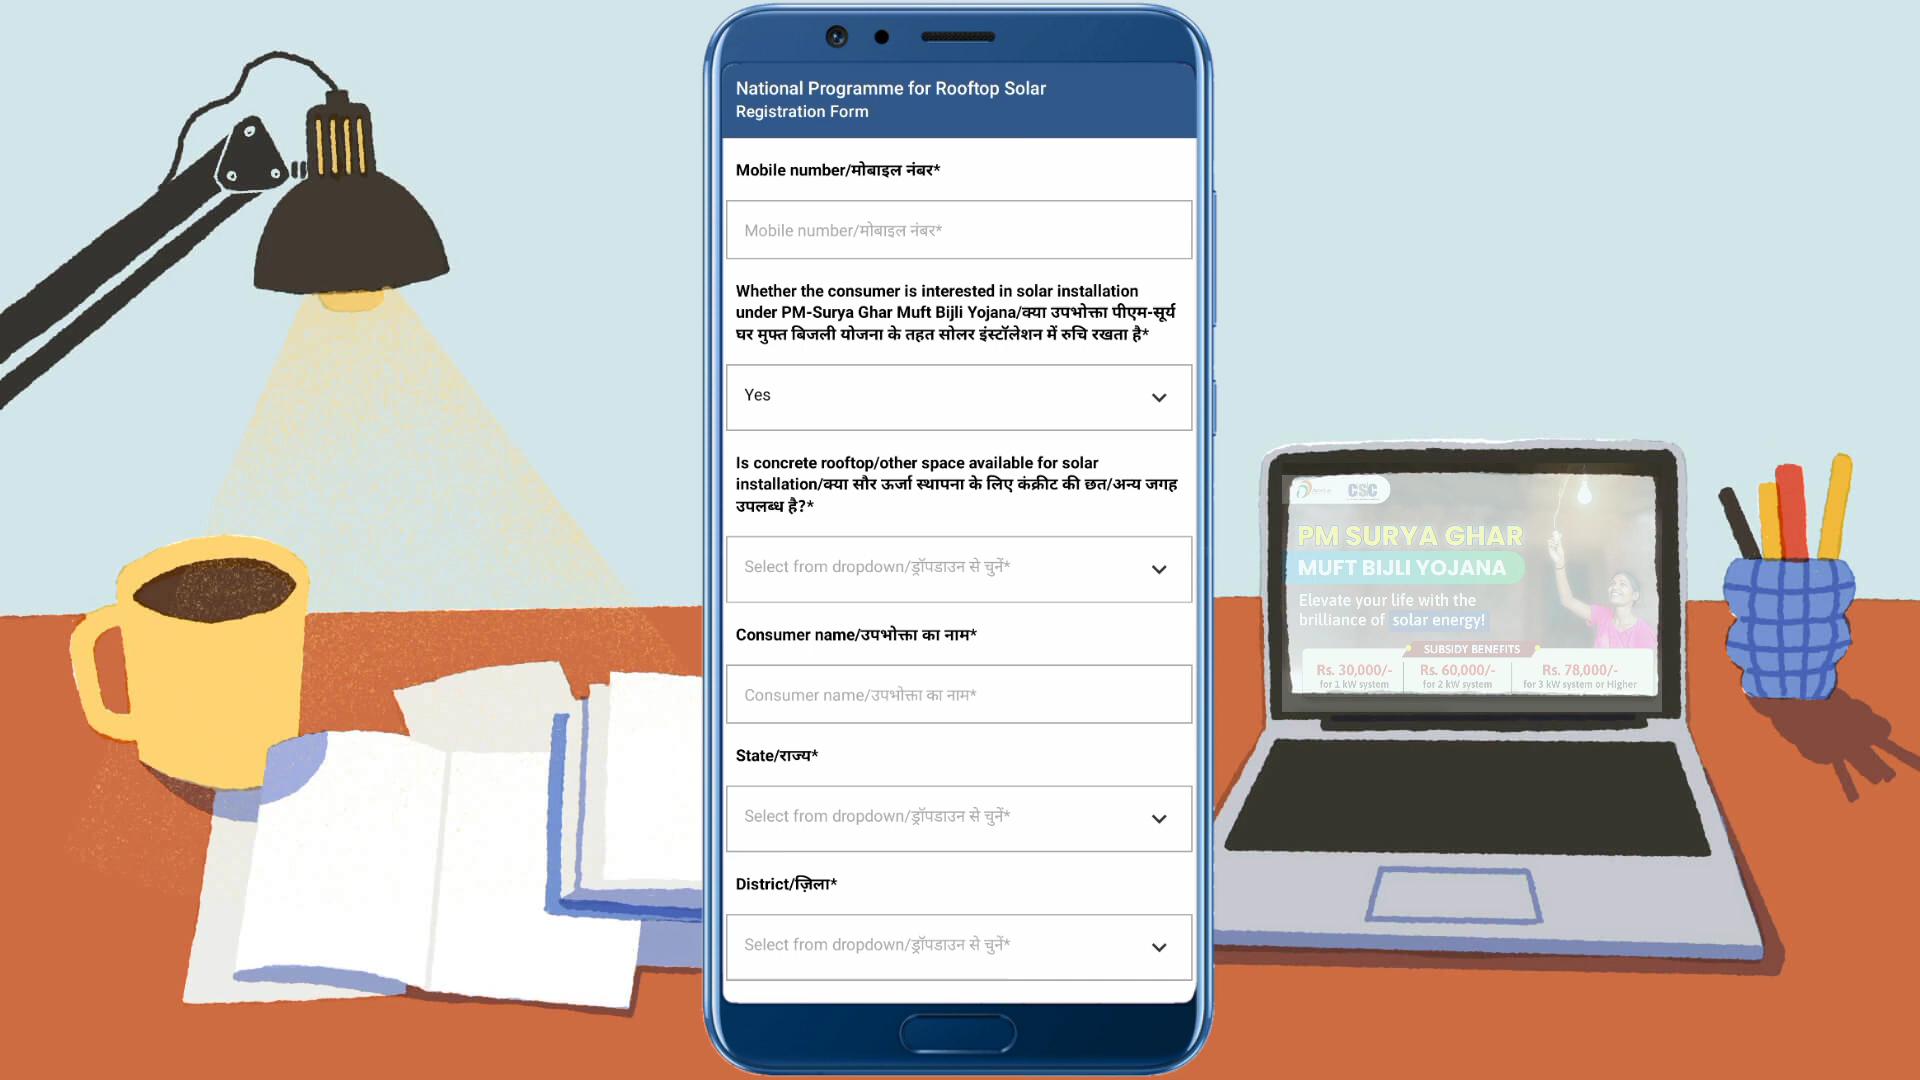 National Programme for Rooftop Solar
Registration Form
Mobile number/मोबाइल नंबर*
Mobile number/मोबाइल नंबर*
Whether the consumer is interested in solar installation
under PM-Surya Ghar Muft Bijli Yojana/क्या उपभोक्ता पीएम-सूर्य
घर मुफ्त बिजली योजना के तहत सोलर इंस्टॉलेशन में रुचि रखता है*
Yes
Is concrete rooftop/other space available for solar
installation/क्या सौर ऊर्जा स्थापना के लिए कंक्रीट की छत/अन्य जगह
उपलब्ध है?*
Select from dropdown/ड्रॉपडाउन से चुनें*
Consumer name/उपभोक्ता का नाम*
Consumer name/उपभोक्ता का नाम*
State/राज्य*
Select from dropdown/ड्रॉपडाउन से चुनें*
District/ज़िला*
Select from dropdown/ड्रॉपडाउन से चुनें*
CSC
PM SURYA GHAR
MUFT BIJLI YOJANA
Elevate your life with the
brilliance of solar energy!
SUBSIDY BENEFITS
Rs. 30,000/- Rs. 60,000/- Rs. 78,000/-
for 1 kW system for 2 kW system for 3 kW system or Higher